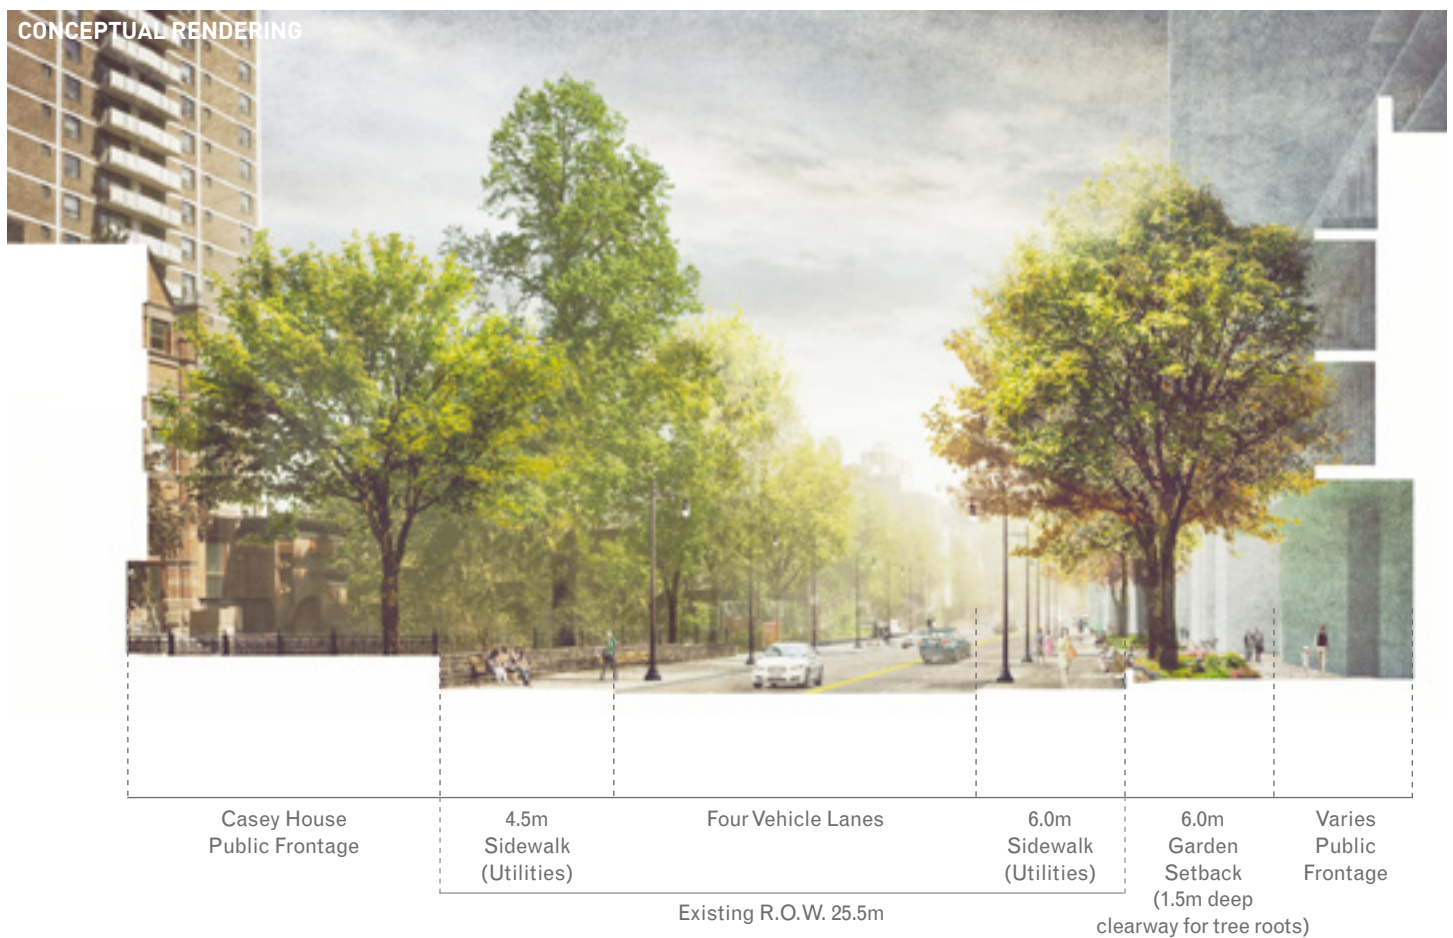 CONCEPTUAL RENDERING
Casey House
Public Frontage
4.5m
Sidewalk
(Utilities)
Four Vehicle Lanes
6.0m
Sidewalk
(Utilities)
6.0m
Garden
Setback
(1.5m deep
clearway for tree roots)
Varies
Public
Frontage
Existing R.O.W. 25.5m